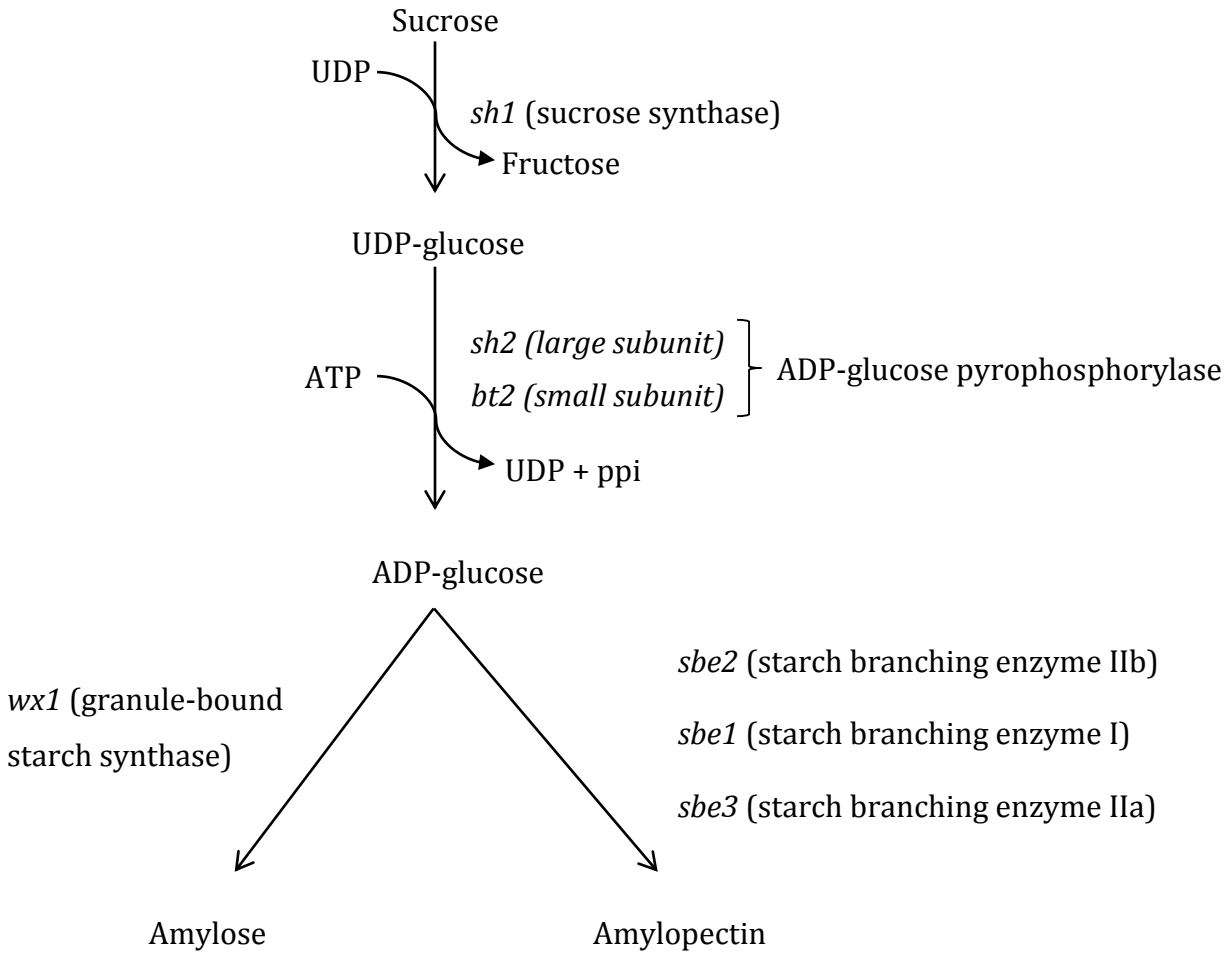 Sucrose
UDP
sh1 (sucrose synthase)
Fructose
UDP-glucose
sh2 (large subunit)
ATP
bt2 (small subunit)
ADP-glucose pyrophosphorylase
UDP + ppi
ADP-glucose
sbe2 (starch branching enzyme IIb)
wx1 (granule-bound
starch synthase)
sbe1 (starch branching enzyme I)
sbe3 (starch branching enzyme IIa)
Amylose
Amylopectin